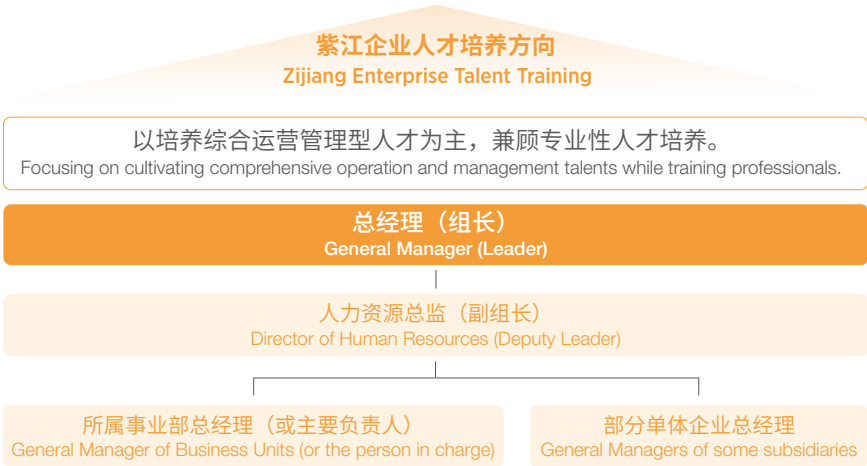 紫江企业人才培养方向
Zijiang Enterprise Talent Training
以培养综合运营管理型人才为主，兼顾专业性人才培养。
Focusing on cultivating comprehensive operation and management talents while training professionals.
总经理（组长）
General Manager (Leader)
人力资源总监（副组长）
Director of Human Resources (Deputy Leader)
所属事业部总经理（或主要负责人）
General Manager of Business Units (or the person in charge)
部分单体企业总经理
General Managers of some subsidiaries